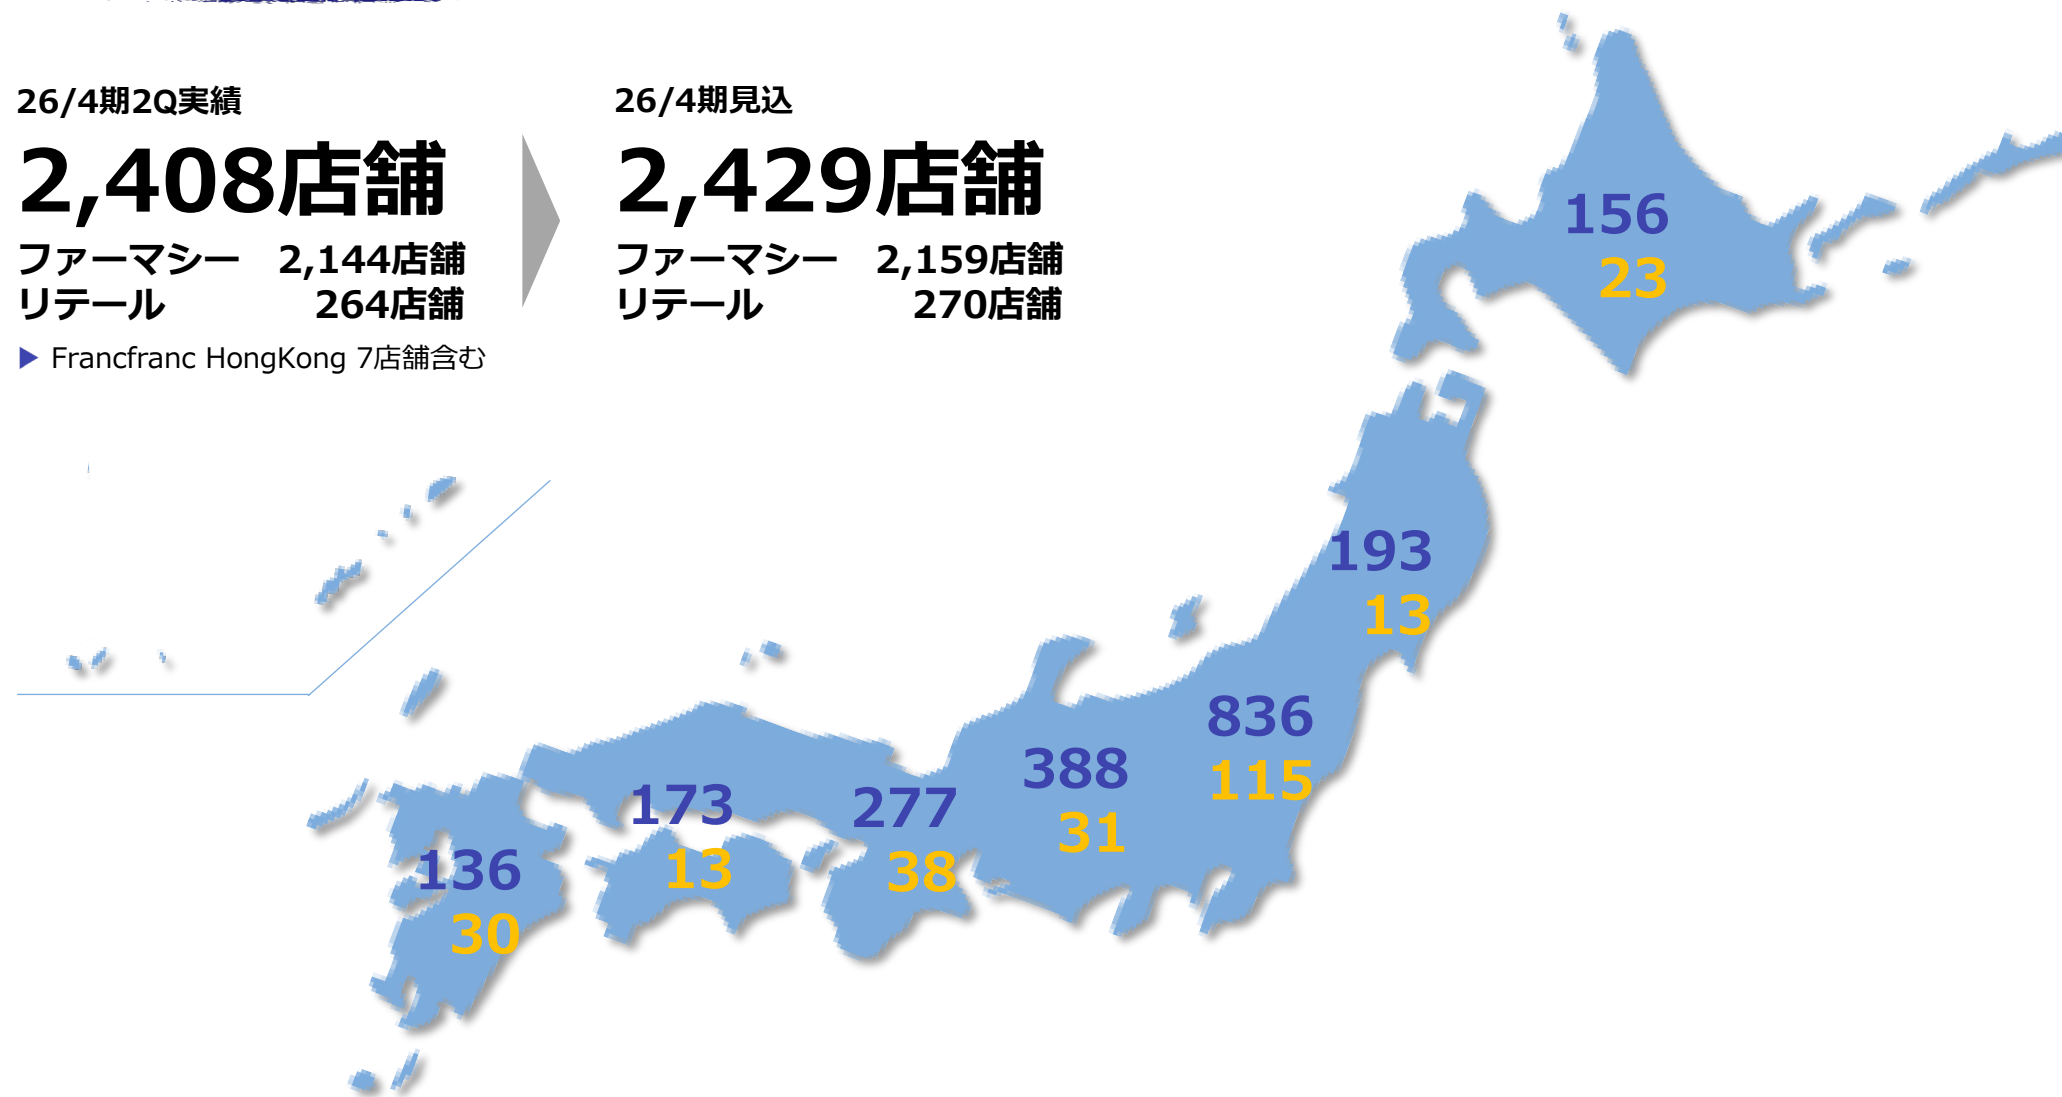 26/4期2Q実績
2,408店舗
ファーマシー 2,144店舗
リテール 264店舗
▶ Francfranc HongKong 7店舗含む
26/4期見込
2,429店舗
ファーマシー 2,159店舗
リテール 270店舗
156
23
193
13
836
115
388
31
277
38
173
13
136
30